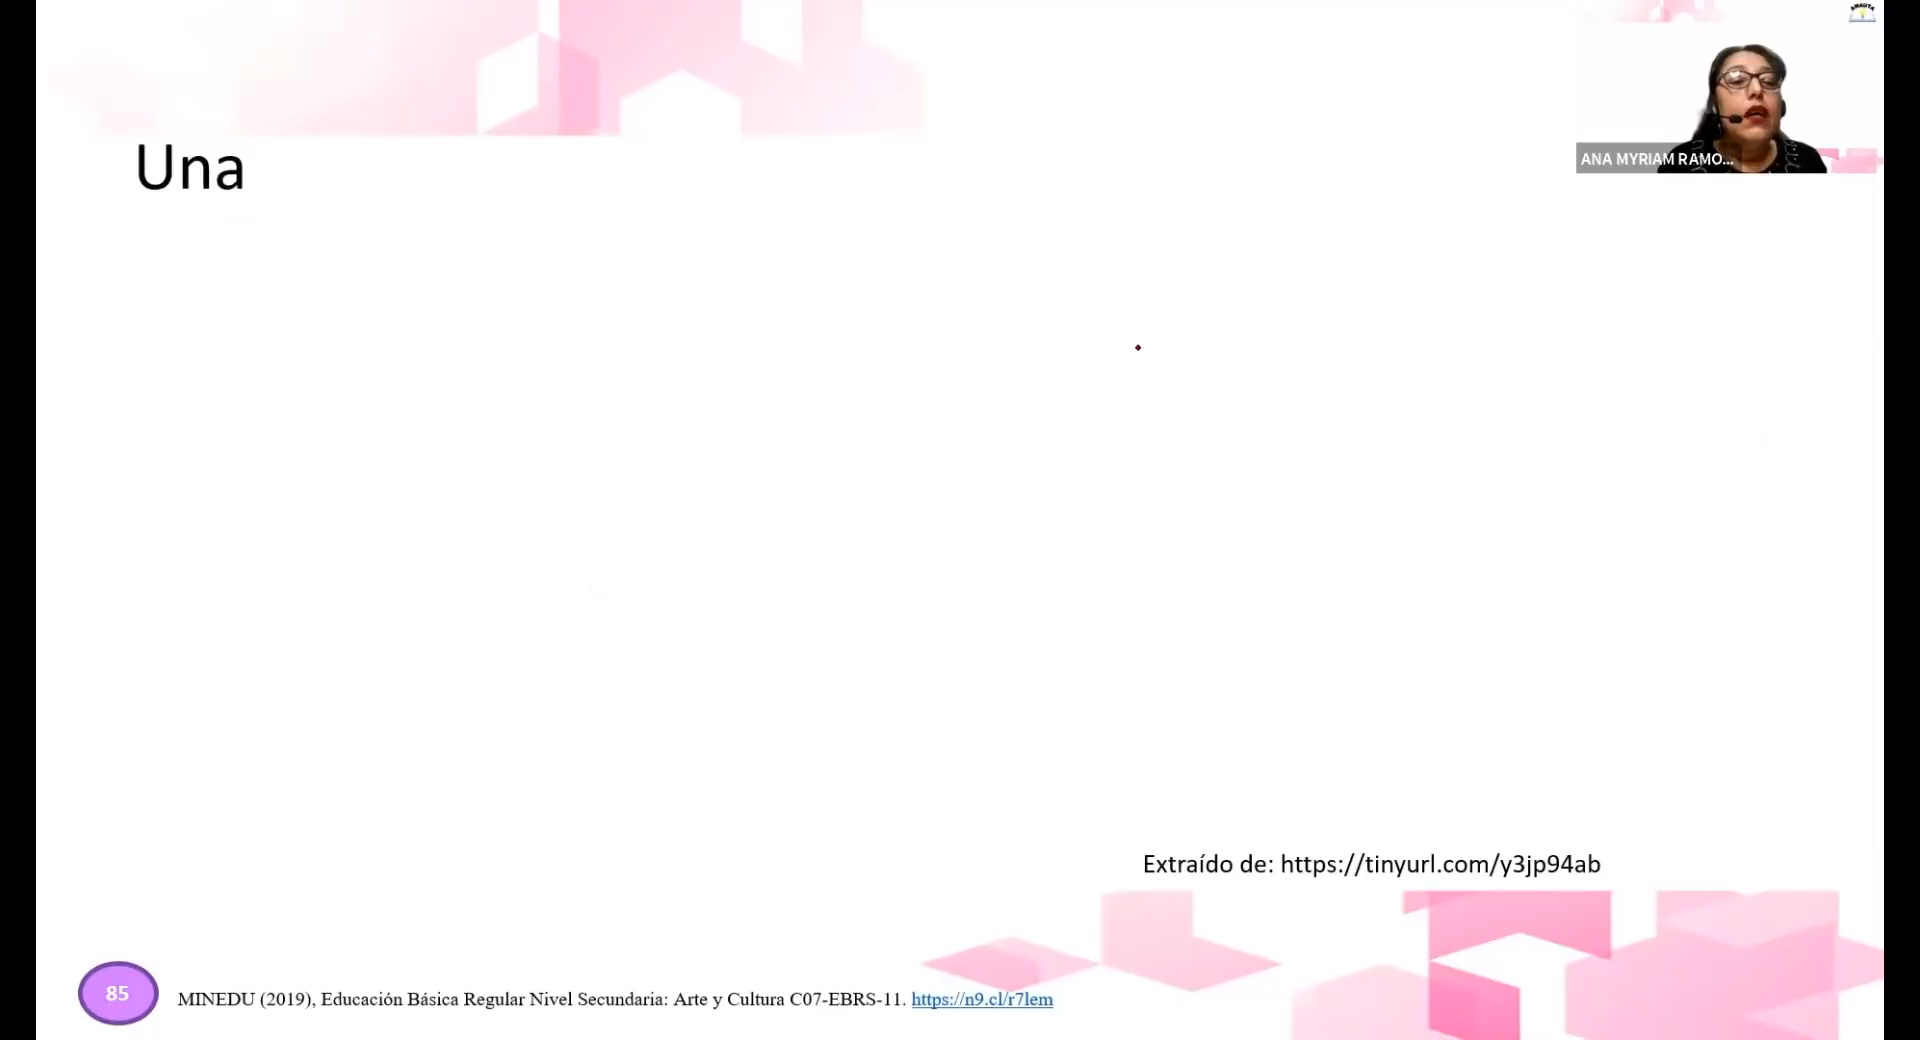 AMAUTA
Una
ANA MYRIAM RAMO...
Extraído de: https://tinyurl.com/y3jp94ab
85
MINEDU (2019), Educación Básica Regular Nivel Secundaria: Arte y Cultura C07-EBRS-11. https://n9.cl/r7lem